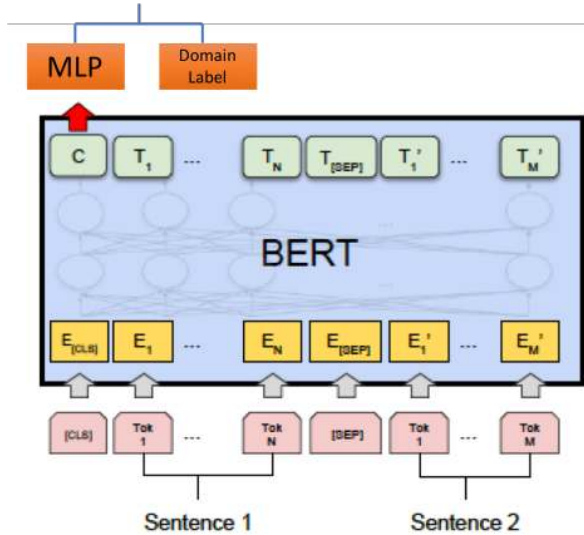 MLP
Domain Label
C T1 ... TN T[SEP] T1' ... TM'
...
BERT
E[CLS] E1 ... EN E[SEP] E1' ... EM'
[CLS] Tok 1 ... Tok N [SEP] Tok 1 ... Tok M
Sentence 1 Sentence 2